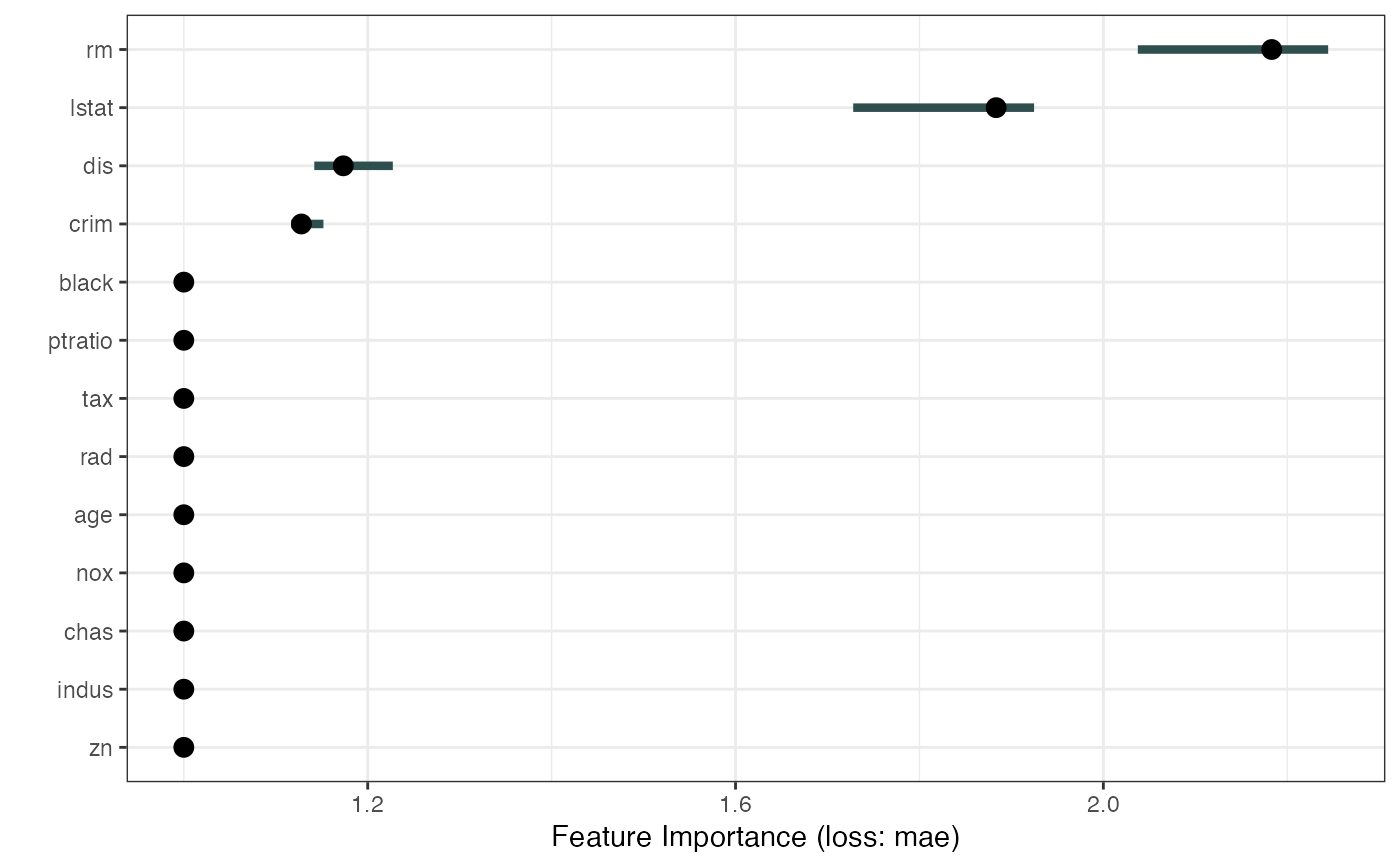 rm
lstat
dis
crim
black
ptratio
tax
rad
age
nox
chas
indus
zn
1.2 1.6 2.0
Feature Importance (loss: mae)